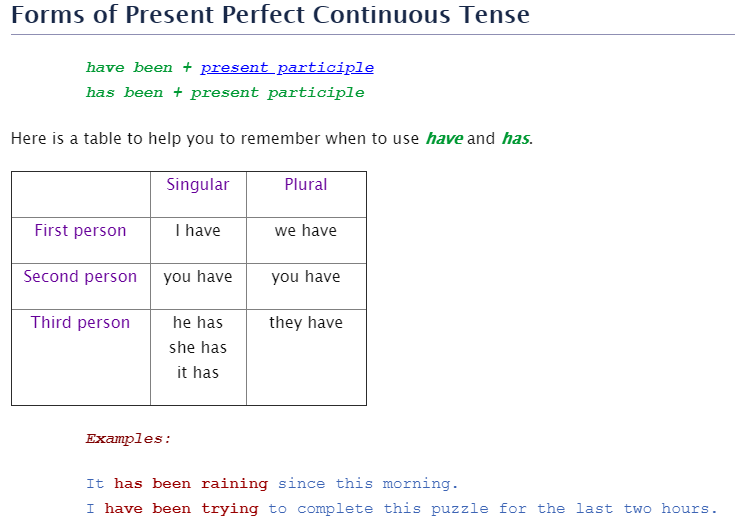 Forms of Present Perfect Continuous Tense
have been + present participle
has been + present participle
Here is a table to help you to remember when to use have and has.
Singular Plural
First person I have we have
Second person you have you have
Third person he has they have
she has
it has
Examples:
It has been raining since this morning.
I have been trying to complete this puzzle for the last two hours.